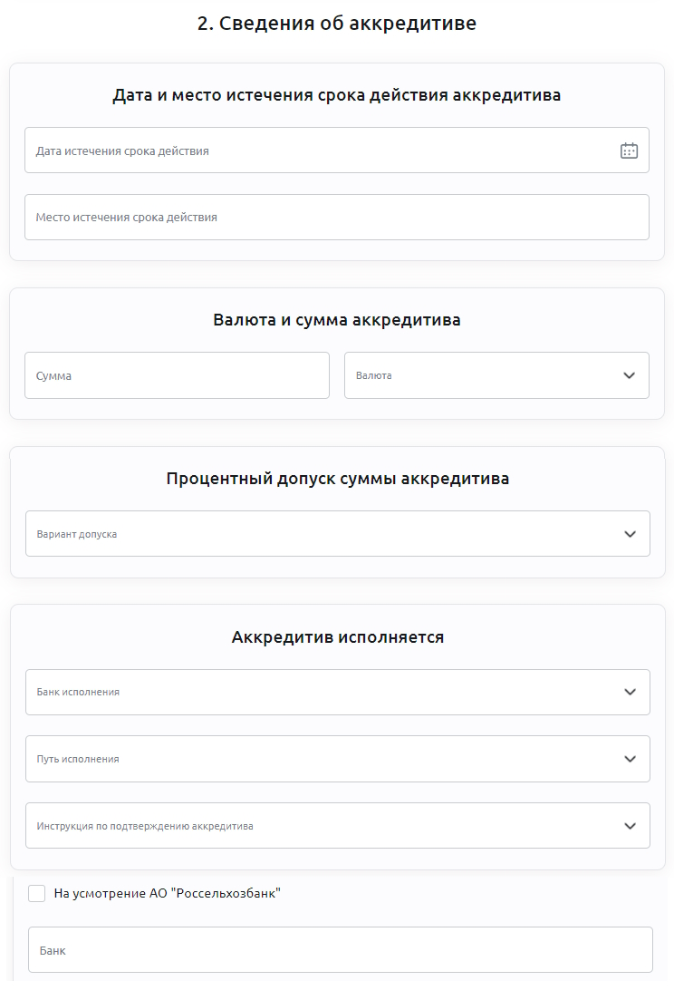 2. Сведения об аккредитиве
Дата и место истечения срока действия аккредитива
Дата истечения срока действия
Место истечения срока действия
Валюта и сумма аккредитива
Сумма
Валюта
Процентный допуск суммы аккредитива
Вариант допуска
Аккредитив исполняется
Банк исполнения
Путь исполнения
Инструкция по подтверждению аккредитива
На усмотрение АО "Россельхозбанк"
Банк